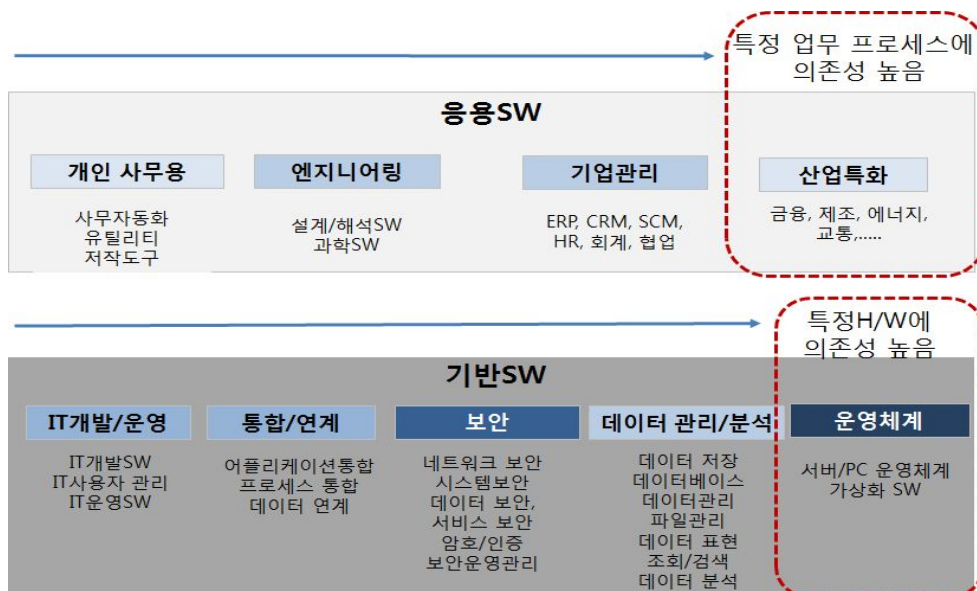 특정 업무 프로세스에
의존성 높음
응용SW
개인 사무용
사무자동화
유틸리티
저작도구
엔지니어링
설계/해석SW
과학SW
기업관리
ERP, CRM, SCM,
HR, 회계, 협업
산업특화
금융, 제조, 에너지,
교통,.....
특정H/W에
의존성 높음
기반SW
IT개발/운영
IT개발SW
IT사용자 관리
IT운영SW
통합/연계
어플리케이션통합
프로세스 통합
데이터 연계
보안
네트워크 보안
시스템보안
데이터 보안,
서비스 보안
암호/인증
보안운영관리
데이터 관리/분석
데이터 저장
데이터베이스
데이터관리
파일관리
데이터 표현
조회/검색
데이터 분석
운영체계
서버/PC 운영체계
가상화 SW